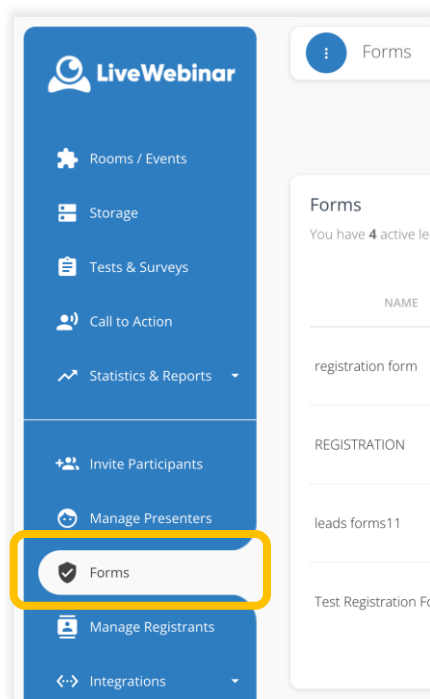 LiveWebinar
Rooms / Events
Storage
Tests & Surveys
Call to Action
Statistics & Reports
Invite Participants
Manage Presenters
Forms
Manage Registrants
Integrations
Forms
Forms
You have 4 active le
NAME
registration form
REGISTRATION
leads forms11
Test Registration Fo